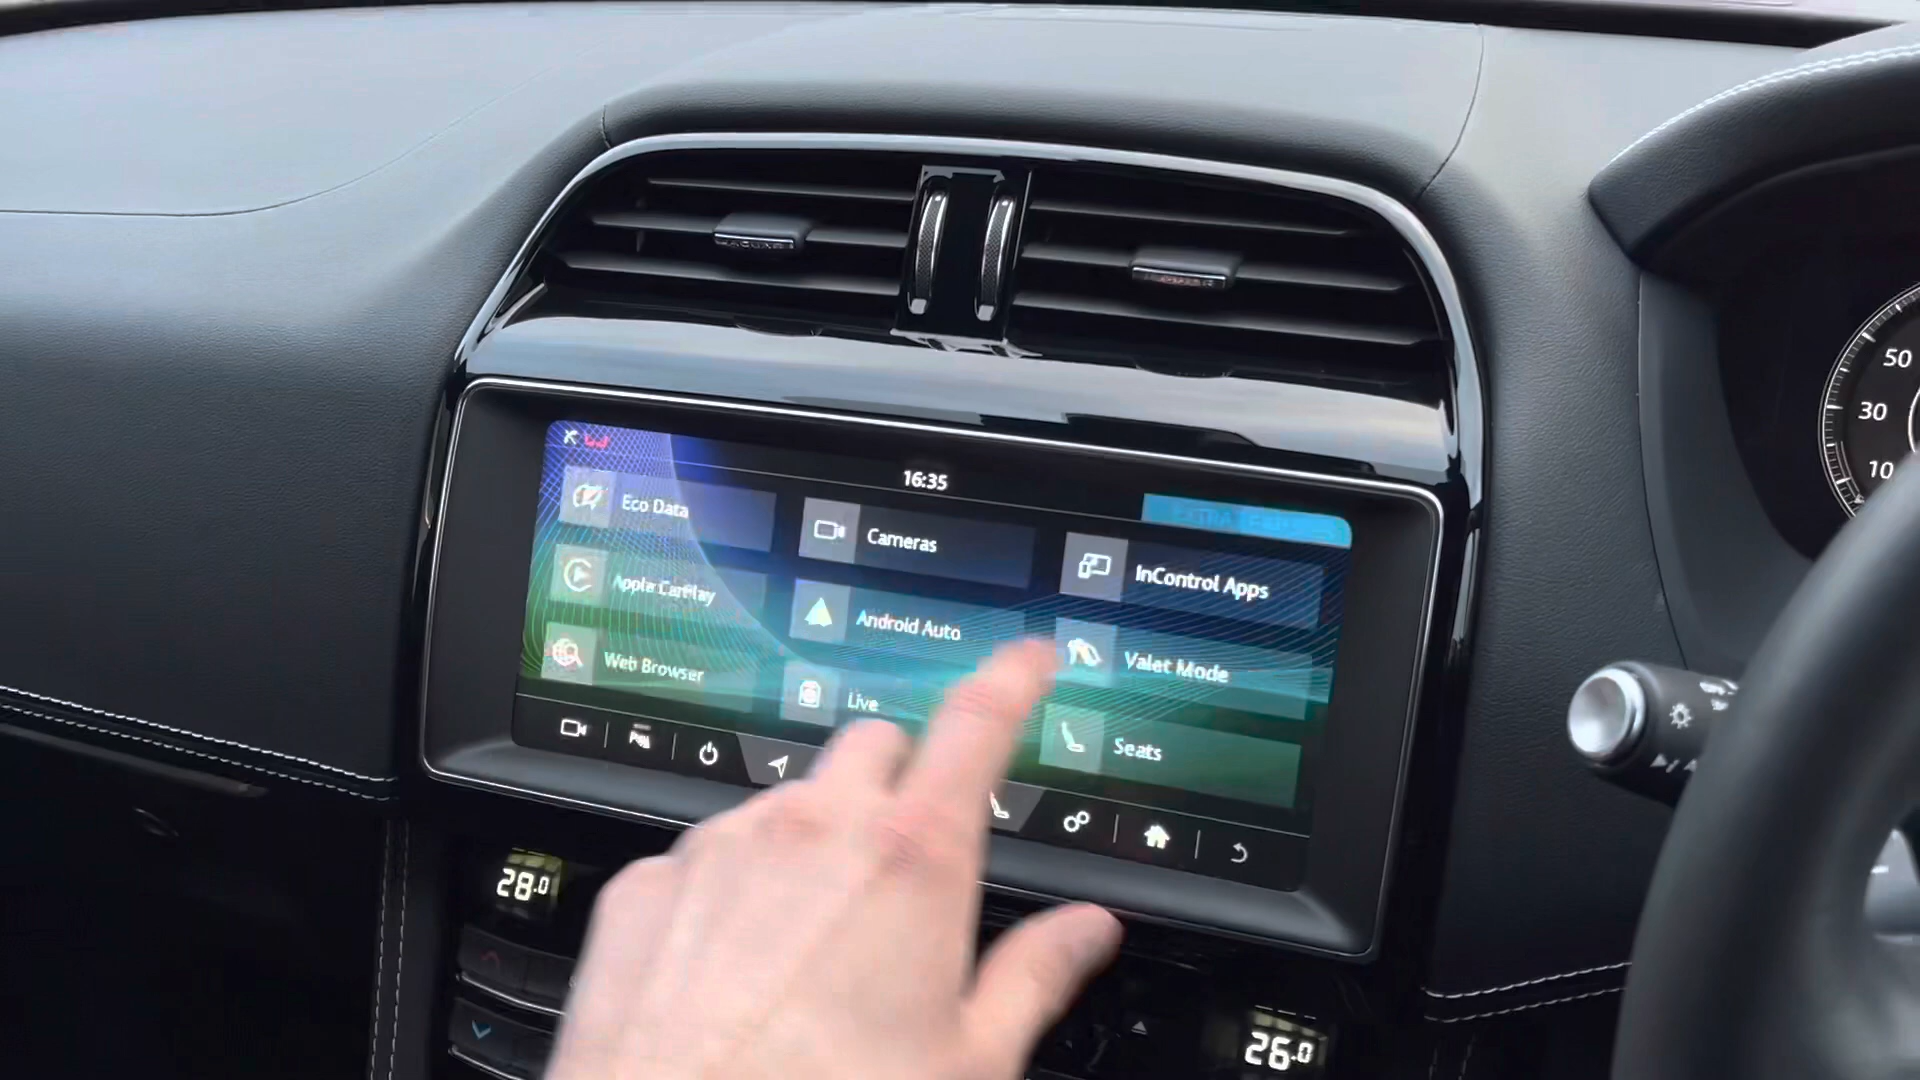 16:35
Eco Data
Cameras
InControl Apps
Apple CarPlay
Android Auto
Valet Mode
Web Browser
Live
Seats
50
30
10
28.0
26.0